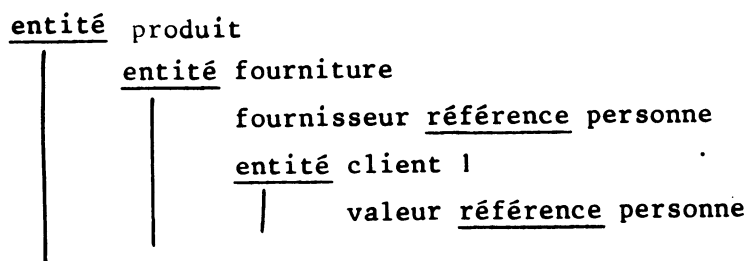 entité produit
entité fourniture
fournisseur référence personne
entité client 1
valeur référence personne